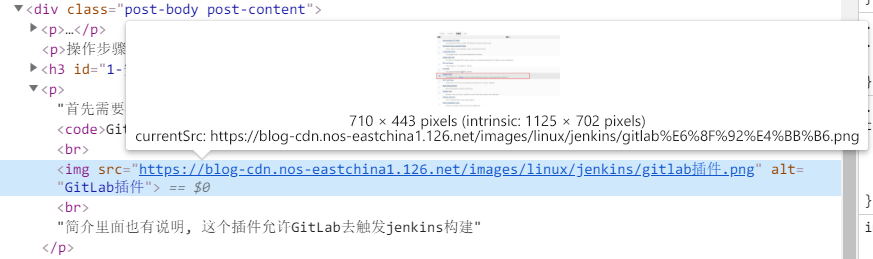 <div class="post-body post-content">
<p>…</p>
<p>操作步骤
<h3 id="1-
<p>
"首先需要
<code>Git
710 × 443 pixels (intrinsic: 1125 × 702 pixels)
currentSrc: https://blog-cdn.nos-eastchina1.126.net/images/linux/jenkins/gitlab%E6%8F%92%E4%BB%B6.png
<br>
<img src="https://blog-cdn.nos-eastchina1.126.net/images/linux/jenkins/gitlab插件.png" alt=
"GitLab插件"> == $0
<br>
"简介里面也有说明, 这个插件允许GitLab去触发jenkins构建"
</p>